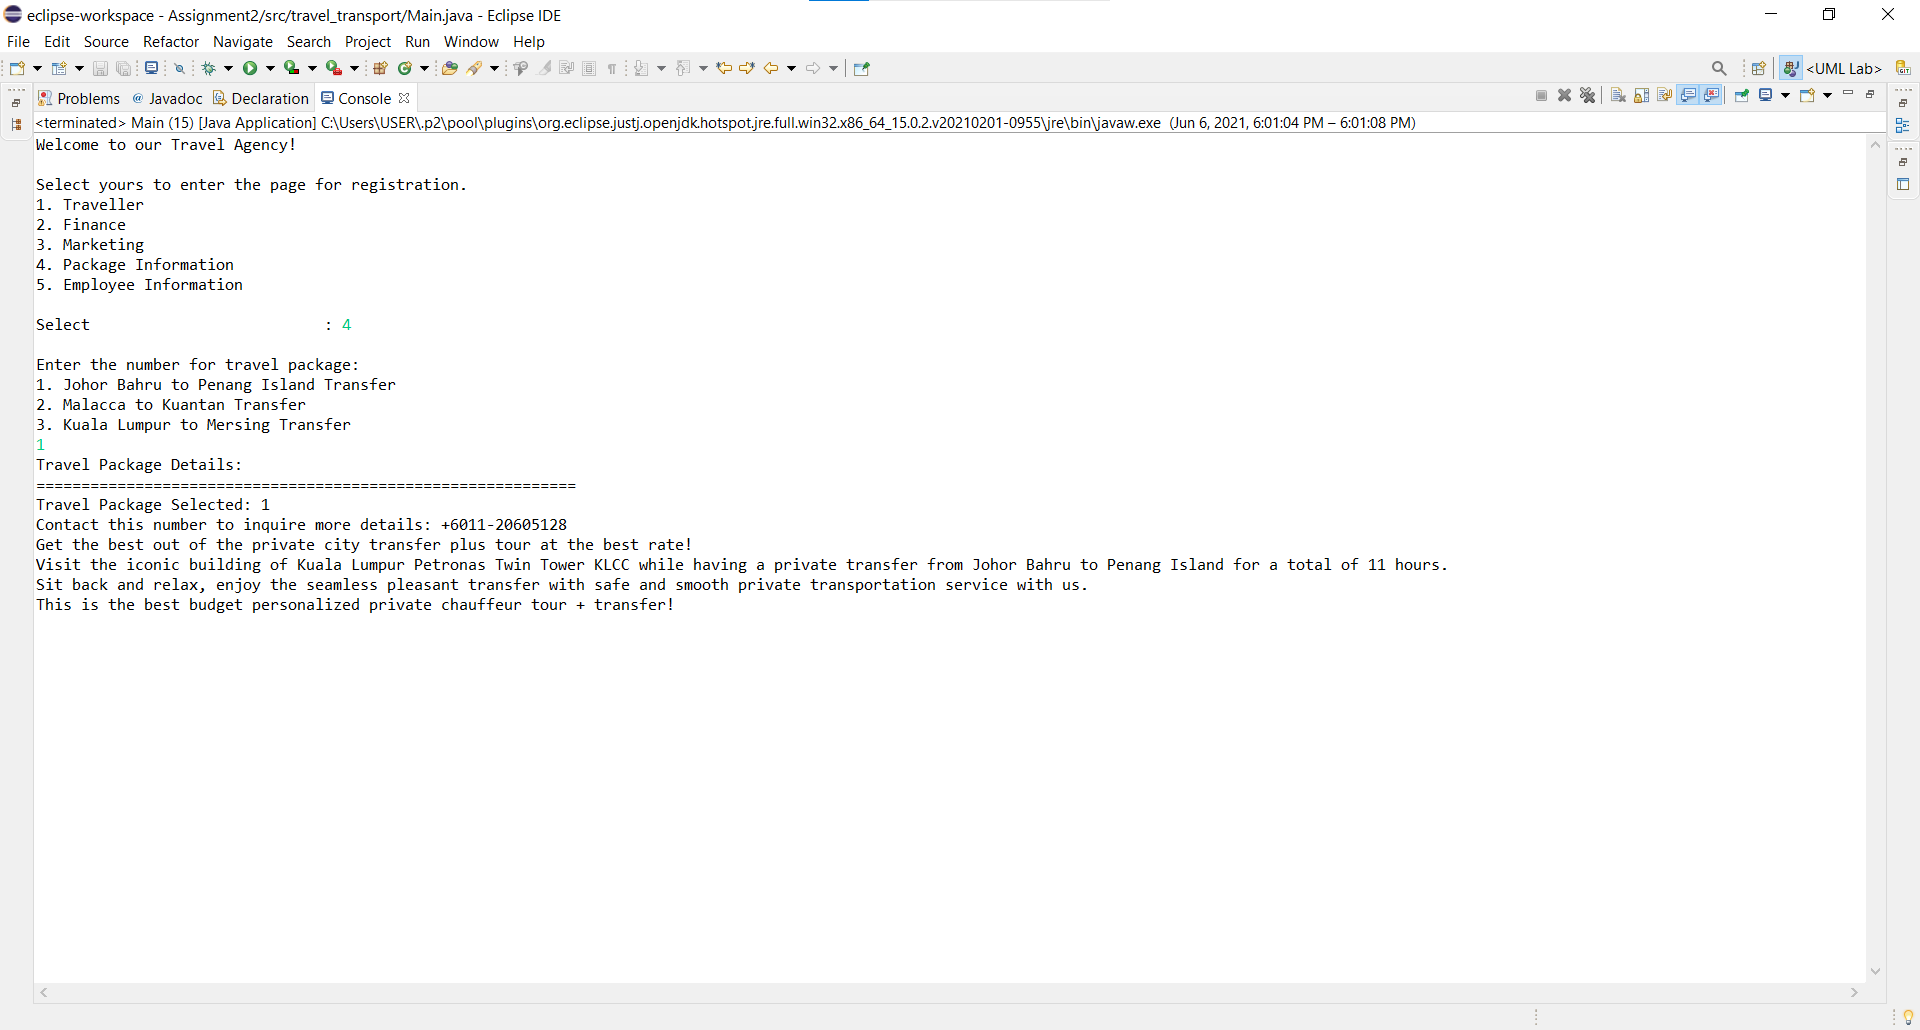 eclipse-workspace - Assignment2/src/travel_transport/Main.java - Eclipse IDE
File Edit Source Refactor Navigate Search Project Run Window Help
<UML Lab>
Problems @ Javadoc Declaration Console
<terminated> Main (15) [Java Application] C:\Users\USER\.p2\pool\plugins\org.eclipse.justj.openjdk.hotspot.jre.full.win32.x86_64_15.0.2.v20210201-0955\jre\bin\javaw.exe (Jun 6, 2021, 6:01:04 PM – 6:01:08 PM)
Welcome to our Travel Agency!
Select yours to enter the page for registration.
1. Traveller
2. Finance
3. Marketing
4. Package Information
5. Employee Information
Select : 4
Enter the number for travel package:
1. Johor Bahru to Penang Island Transfer
2. Malacca to Kuantan Transfer
3. Kuala Lumpur to Mersing Transfer
1
Travel Package Details:
============================================================
Travel Package Selected: 1
Contact this number to inquire more details: +6011-20605128
Get the best out of the private city transfer plus tour at the best rate!
Visit the iconic building of Kuala Lumpur Petronas Twin Tower KLCC while having a private transfer from Johor Bahru to Penang Island for a total of 11 hours.
Sit back and relax, enjoy the seamless pleasant transfer with safe and smooth private transportation service with us.
This is the best budget personalized private chauffeur tour + transfer!